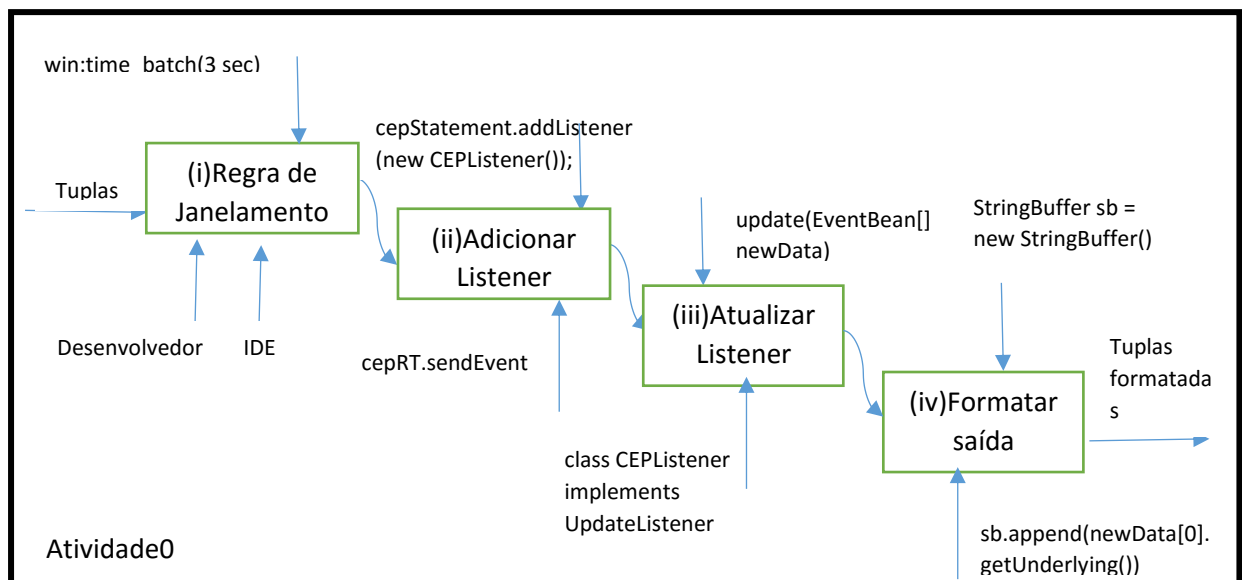 win:time_batch(3 sec)
cepStatement.addListener
(new CEPListener());
(i)Regra de
Janelamento
Tuplas
StringBuffer sb =
new StringBuffer()
update(EventBean[]
newData)
(ii)Adicionar
Listener
(iii)Atualizar
Listener
Desenvolvedor
IDE
cepRT.sendEvent
Tuplas
formatada
s
(iv)Formatar
saída
class CEPListener
implements
UpdateListener
sb.append(newData[0].
getUnderlying())
Atividade0